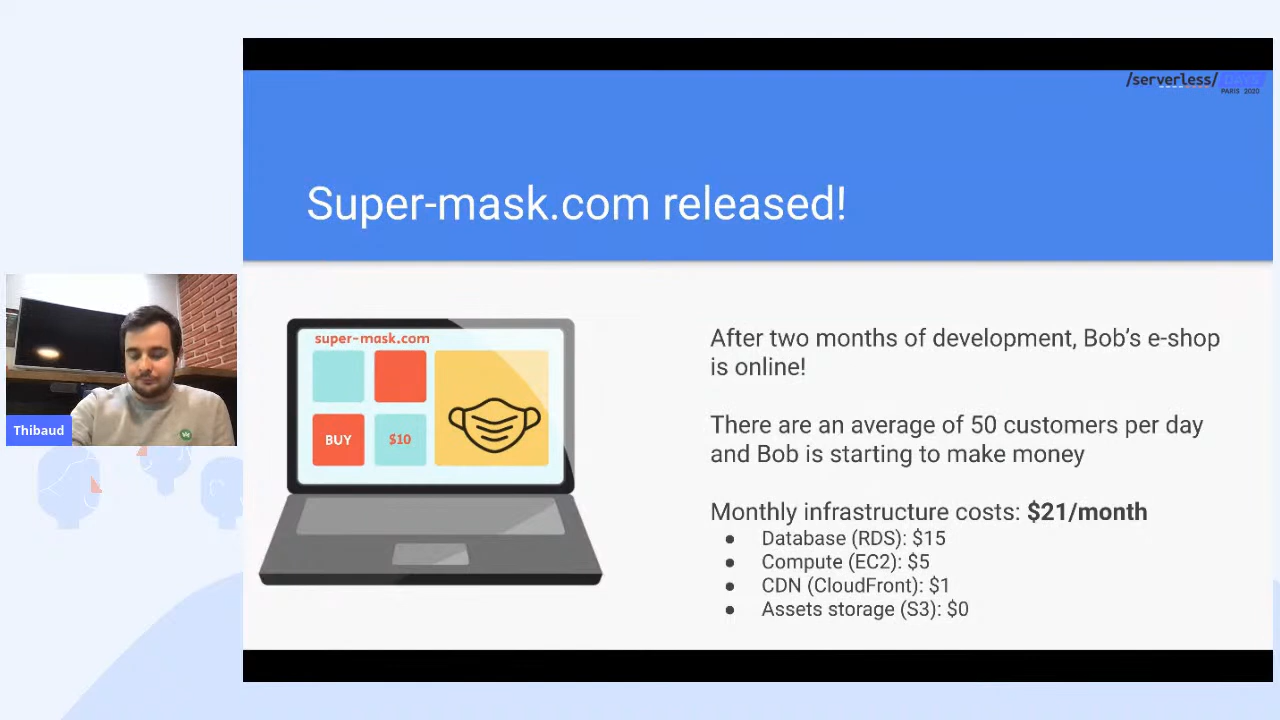 /serverless/ DAYS
PARIS 2020
Super-mask.com released!
super-mask.com
BUY
$10
After two months of development, Bob's e-shop
is online!
There are an average of 50 customers per day
and Bob is starting to make money
Monthly infrastructure costs: $21/month
● Database (RDS): $15
● Compute (EC2): $5
● CDN (CloudFront): $1
● Assets storage (S3): $0
Thibaud